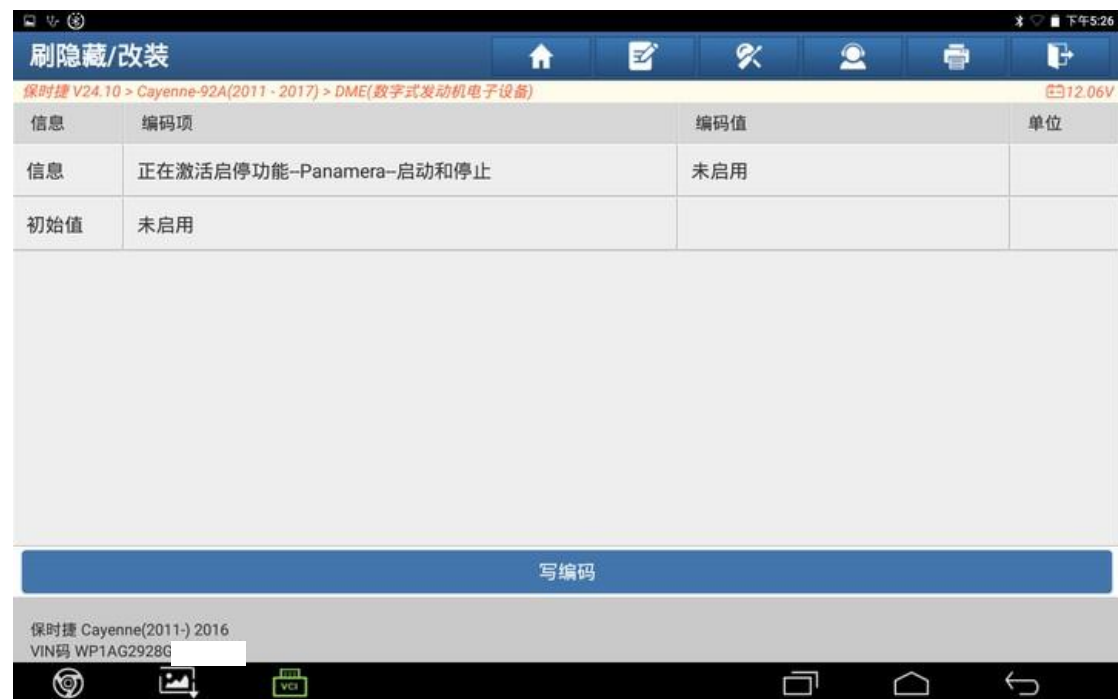 下午5:26
刷隐藏/改装
保时捷 V24.10 > Cayenne-92A(2011 - 2017) > DME(数字式发动机电子设备) 12.06V
信息 编码项 编码值 单位
信息 正在激活启停功能–Panamera–启动和停止 未启用
初始值 未启用
写编码
保时捷 Cayenne(2011-) 2016
VIN码 WP1AG2928G
VCI